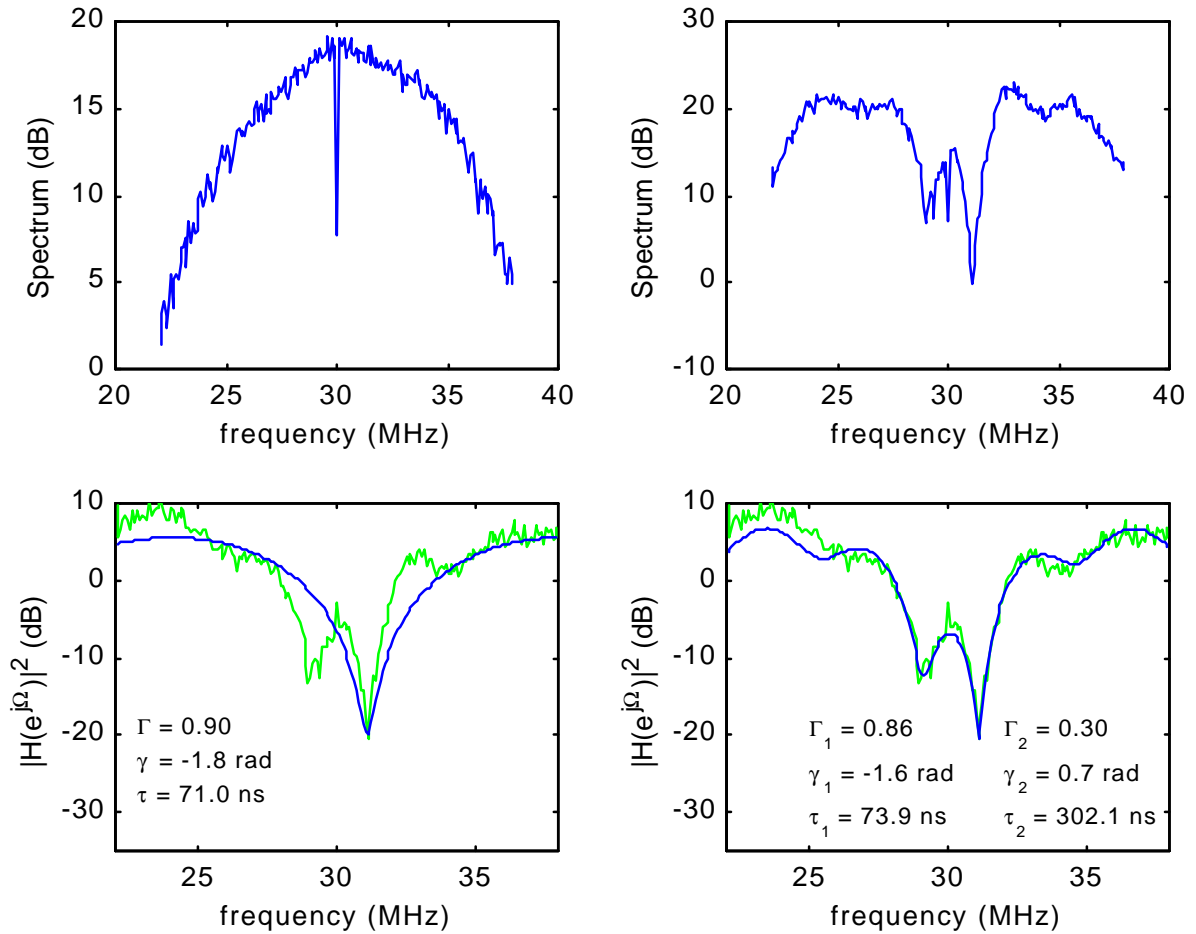 20
15
10
5
0
Spectrum (dB)
20 25 30 35 40
frequency (MHz)
30
20
10
0
-10
Spectrum (dB)
20 25 30 35 40
frequency (MHz)
10
0
-10
-20
-30
|H(e^{jΩ})|² (dB)
Γ = 0.90
γ = -1.8 rad
τ = 71.0 ns
25 30 35
frequency (MHz)
10
0
-10
-20
-30
|H(e^{jΩ})|² (dB)
Γ₁ = 0.86 Γ₂ = 0.30
γ₁ = -1.6 rad γ₂ = 0.7 rad
τ₁ = 73.9 ns τ₂ = 302.1 ns
25 30 35
frequency (MHz)